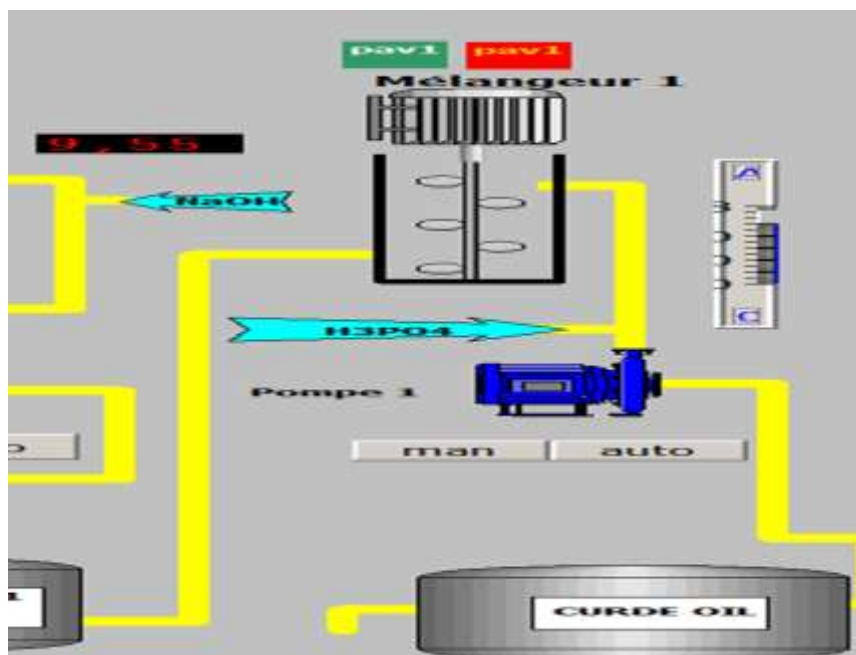 pav1 pav1
Mélangeur 1
9,55
A
NaOH
H3PO4
C
Pompe 1
man auto
CURDE OIL